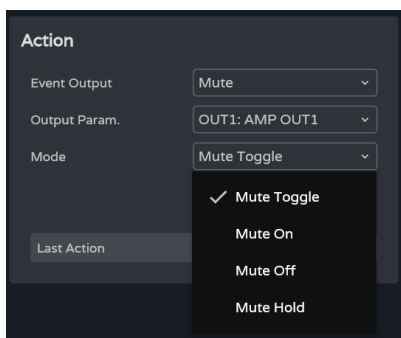 Action
Event Output Mute
Output Param. OUT1: AMP OUT1
Mode Mute Toggle
Mute Toggle
Mute On
Last Action
Mute Off
Mute Hold